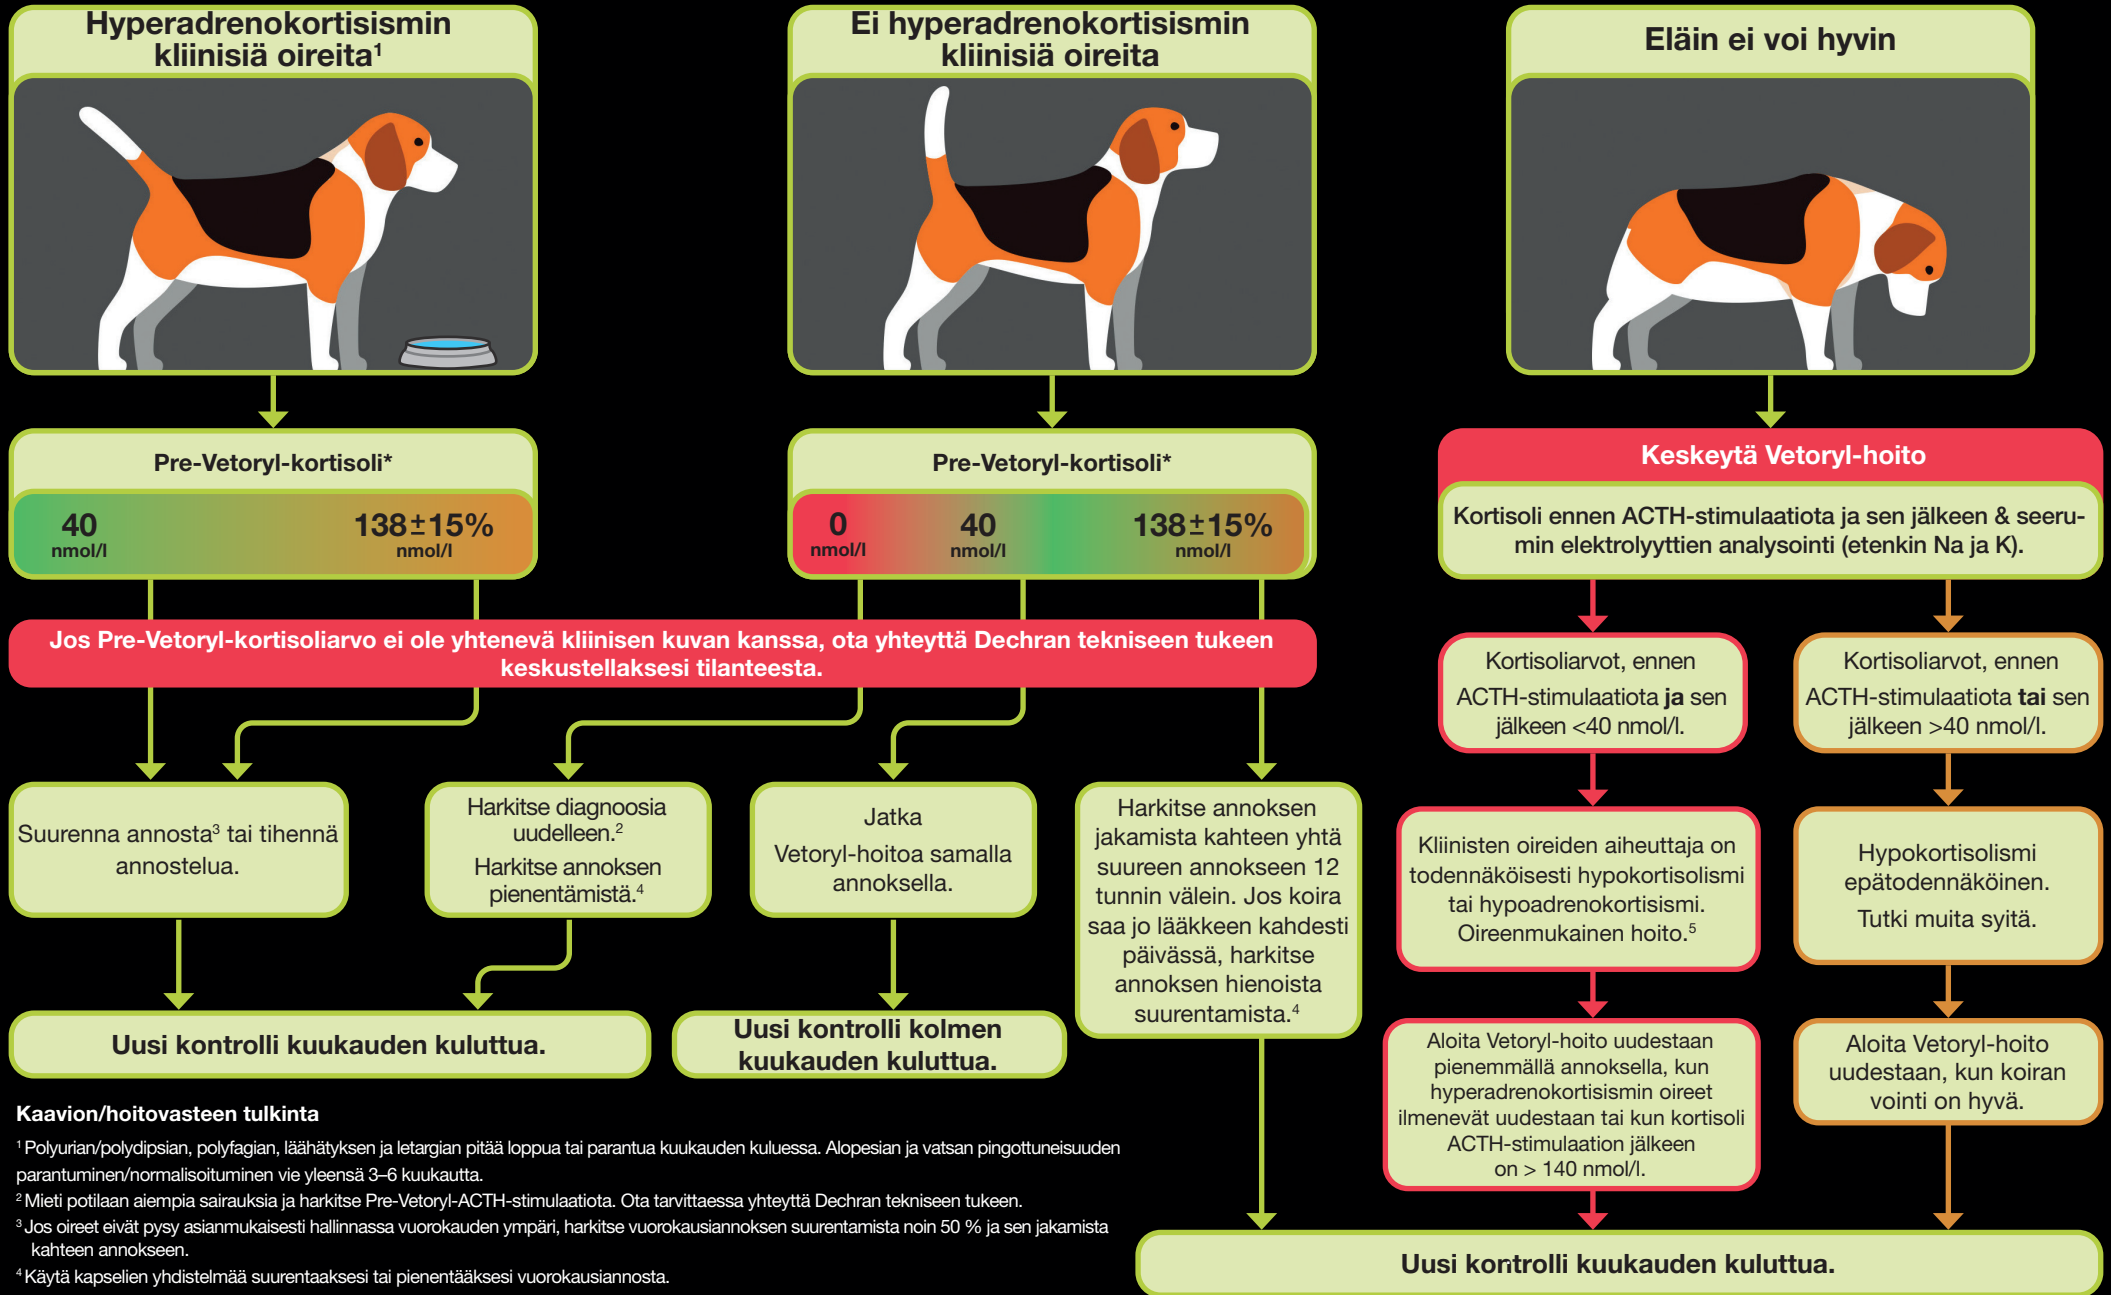 Hyperadrenokortisismin
kliinisiä oireita¹
Ei hyperadrenokortisismin
kliinisiä oireita
Eläin ei voi hyvin
Pre-Vetoryl-kortisoli*
40
nmol/l
138±15%
nmol/l
Pre-Vetoryl-kortisoli*
0
nmol/l
40
nmol/l
138±15%
nmol/l
Keskeytä Vetoryl-hoito
Kortisoli ennen ACTH-stimulaatiota ja sen jälkeen & seeru-
min elektrolyyttien analysointi (etenkin Na ja K).
Jos Pre-Vetoryl-kortisoliarvo ei ole yhtenevä kliinisen kuvan kanssa, ota yhteyttä Dechran tekniseen tukeen
keskustellaksesi tilanteesta.
Kortisoliarvot, ennen
ACTH-stimulaatiota ja sen
jälkeen <40 nmol/l.
Kortisoliarvot, ennen
ACTH-stimulaatiota tai sen
jälkeen >40 nmol/l.
Suurenna annosta³ tai tihennä
annostelua.
Harkitse diagnoosia
uudelleen.²
Harkitse annoksen
pienentämistä.⁴
Jatka
Vetoryl-hoitoa samalla
annoksella.
Harkitse annoksen
jakamista kahteen yhtä
suureen annokseen 12
tunnin välein. Jos koira
saa jo lääkkeen kahdesti
päivässä, harkitse
annoksen hienoista
suurentamista.⁴
Kliinisten oireiden aiheuttaja on
todennäköisesti hypokortisolismi
tai hypoadrenokortisismi.
Oireenmukainen hoito.⁵
Hypokortisolismi
epätodennäköinen.
Tutki muita syitä.
Uusi kontrolli kuukauden kuluttua.
Uusi kontrolli kolmen
kuukauden kuluttua.
Aloita Vetoryl-hoito uudestaan
pienemmällä annoksella, kun
hyperadrenokortisismin oireet
ilmenevät uudestaan tai kun kortisoli
ACTH-stimulaation jälkeen
on > 140 nmol/l.
Aloita Vetoryl-hoito
uudestaan, kun koiran
vointi on hyvä.
Kaavion/hoitovasteen tulkinta
¹ Polyurian/polydipsian, polyfagian, läähätyksen ja letargian pitää loppua tai parantua kuukauden kuluessa. Alopesian ja vatsan pingottuneisuuden
parantuminen/normalisoituminen vie yleensä 3–6 kuukautta.
² Mieti potilaan aiempia sairauksia ja harkitse Pre-Vetoryl-ACTH-stimulaatiota. Ota tarvittaessa yhteyttä Dechran tekniseen tukeen.
³ Jos oireet eivät pysy asianmukaisesti hallinnassa vuorokauden ympäri, harkitse vuorokausiannoksen suurentamista noin 50 % ja sen jakamista
kahteen annokseen.
⁴ Käytä kapselien yhdistelmää suurentaaksesi tai pienentääksesi vuorokausiannosta.
Uusi kontrolli kuukauden kuluttua.